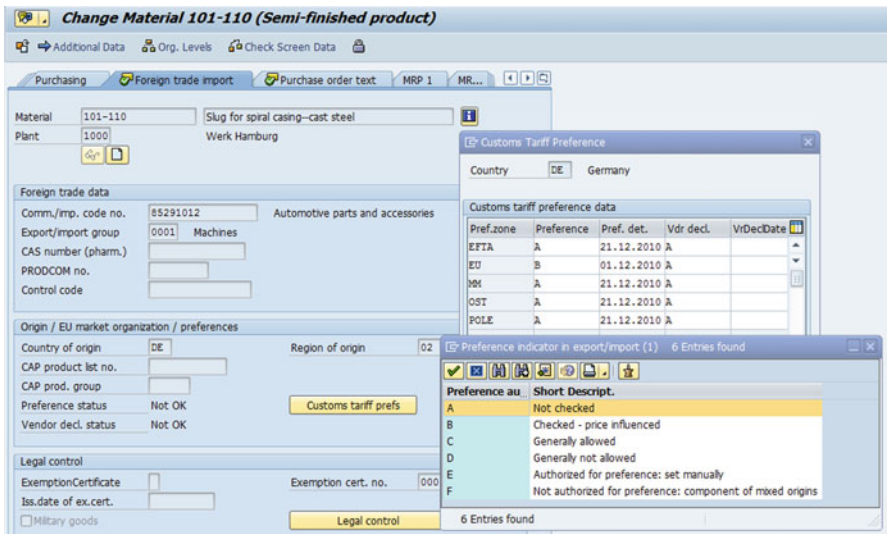 Change Material 101-110 (Semi-finished product)
Additional Data Org. Levels Check Screen Data
Purchasing Foreign trade import Purchase order text MRP 1 MR...
Material 101-110 Slug for spiral casing--cast steel
Plant 1000 Werk Hamburg
Foreign trade data
Comm./imp. code no. 85291012 Automotive parts and accessories
Export/import group 0001 Machines
CAS number (pharm.)
PRODCOM no.
Control code
Origin / EU market organization / preferences
Country of origin DE Region of origin 02
CAP product list no.
CAP prod. group
Preference status Not OK Customs tariff prefs
Vendor decl. status Not OK
Legal control
ExemptionCertificate Exemption cert. no. 000
Iss.date of ex.cert.
Military goods Legal control
Customs Tariff Preference
Country DE Germany
Customs tariff preference data
Pref.zone Preference Pref. det. Vdr decl. VrDeclDate
EFTA A 21.12.2010 A
EU B 01.12.2010 A
MM A 21.12.2010 A
OST A 21.12.2010 A
POLE A 21.12.2010 A
Preference indicator in export/import (1) 6 Entries found
Preference au... Short Descript.
A Not checked
B Checked - price influenced
C Generally allowed
D Generally not allowed
E Authorized for preference: set manually
F Not authorized for preference: component of mixed origins
6 Entries found